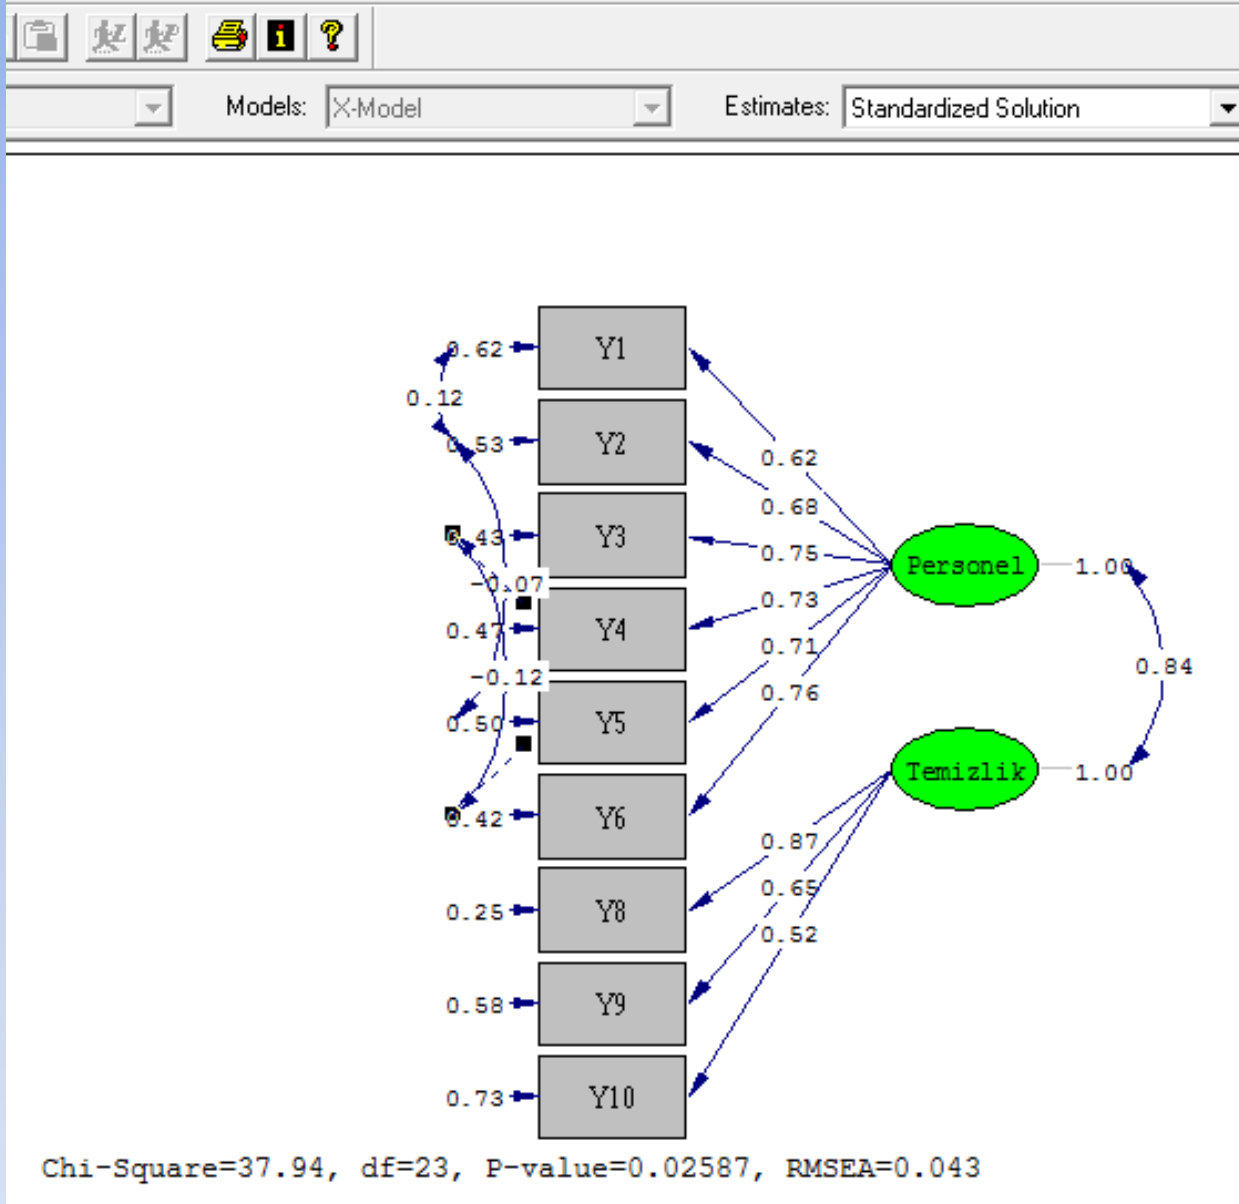 Models: X-Model Estimates: Standardized Solution
0.62 Y1
0.12
0.53 Y2
0.62
0.68
0.43 Y3
0.75
Personel 1.00
-0.07
0.73
0.47 Y4
0.71
0.84
-0.12
0.76
0.50 Y5
Temizlik 1.00
0.42 Y6
0.87
0.65
0.25 Y8
0.52
0.58 Y9
0.73 Y10
Chi-Square=37.94, df=23, P-value=0.02587, RMSEA=0.043